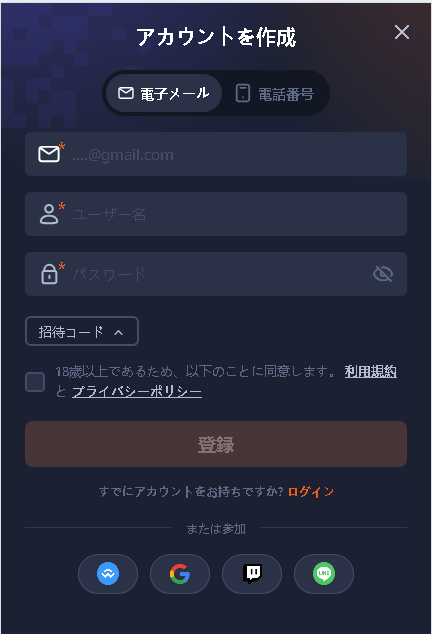 アカウントを作成
電子メール 電話番号
* ....@gmail.com
* ユーザー名
* パスワード
招待コード
18歳以上であるため、以下のことに同意します。 利用規約
と プライバシーポリシー
登録
すでにアカウントをお持ちですか? ログイン
または参加
LINE